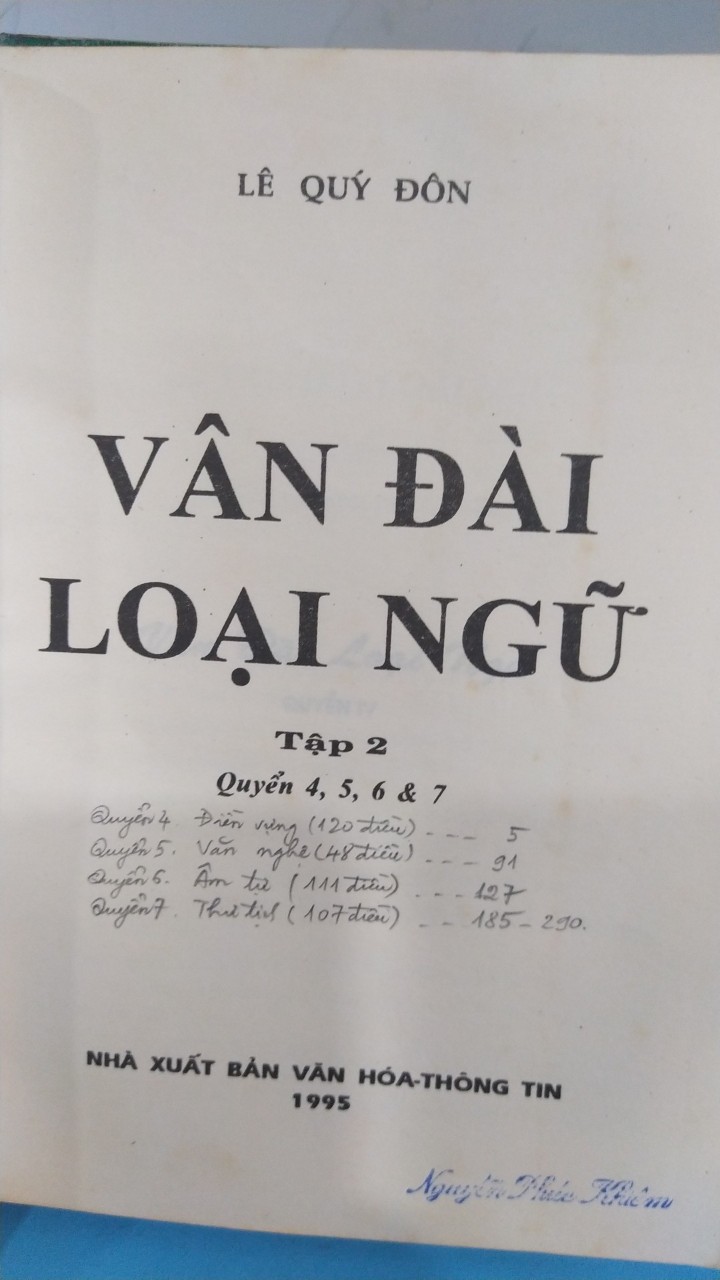 LÊ QUÝ ĐÔN
VÂN ĐÀI
LOẠI NGỮ
Tập 2
Quyển 4, 5, 6 & 7
Quyển 4. Điển vựng (120 điều) - - - 5
Quyển 5. Văn nghệ (48 điều) - - - 91
Quyển 6. Âm tự (111 điều) - - - 127
Quyển 7. Thư tịch (107 điều) - - 185 - 290.
NHÀ XUẤT BẢN VĂN HÓA-THÔNG TIN
1995
Nguyễn Phúc Khiêm